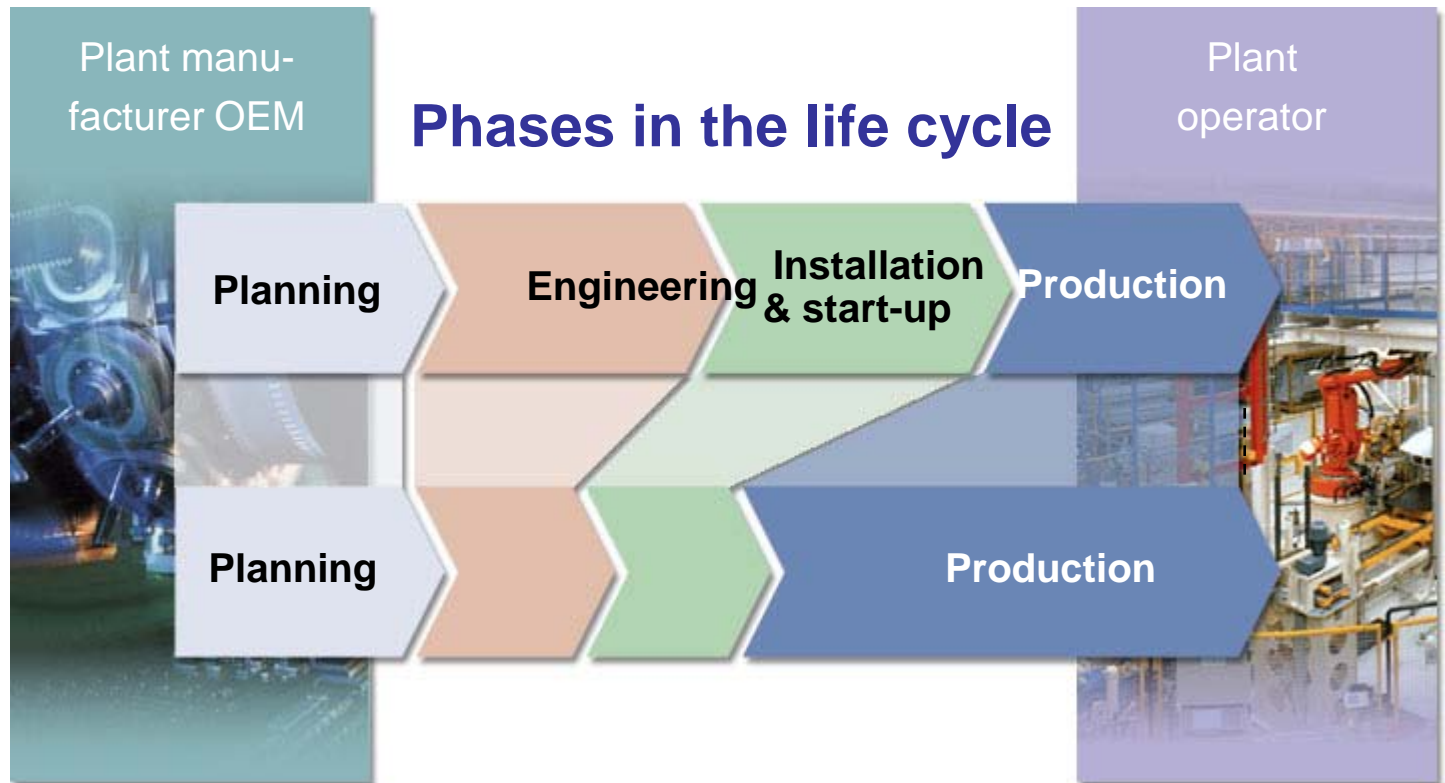 Plant manu-
facturer OEM
Phases in the life cycle
Plant
operator
Planning
Engineering
Installation
& start-up
Production
Planning
Production